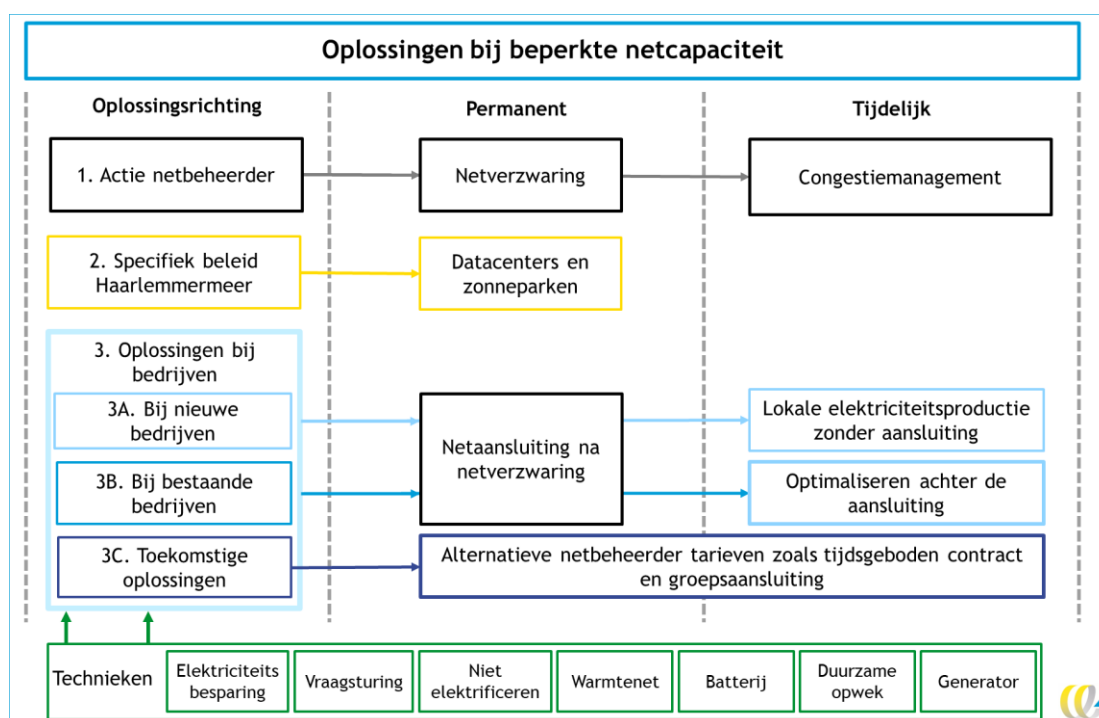 Oplossingen bij beperkte netcapaciteit
Oplossingsrichting
Permanent
Tijdelijk
1. Actie netbeheerder
Netverzwaring
Congestiemanagement
2. Specifiek beleid
Haarlemmermeer
Datacenters en
zonneparken
3. Oplossingen bij
bedrijven
3A. Bij nieuwe
bedrijven
Netaansluiting na
netverzwaring
Lokale elektriciteitsproductie
zonder aansluiting
3B. Bij bestaande
bedrijven
Optimaliseren achter de
aansluiting
3C. Toekomstige
oplossingen
Alternatieve netbeheerder tarieven zoals tijdsgeboden contract
en groepsaansluiting
Technieken
Elektriciteits
besparing
Vraagsturing
Niet
elektrificeren
Warmtenet
Batterij
Duurzame
opwek
Generator